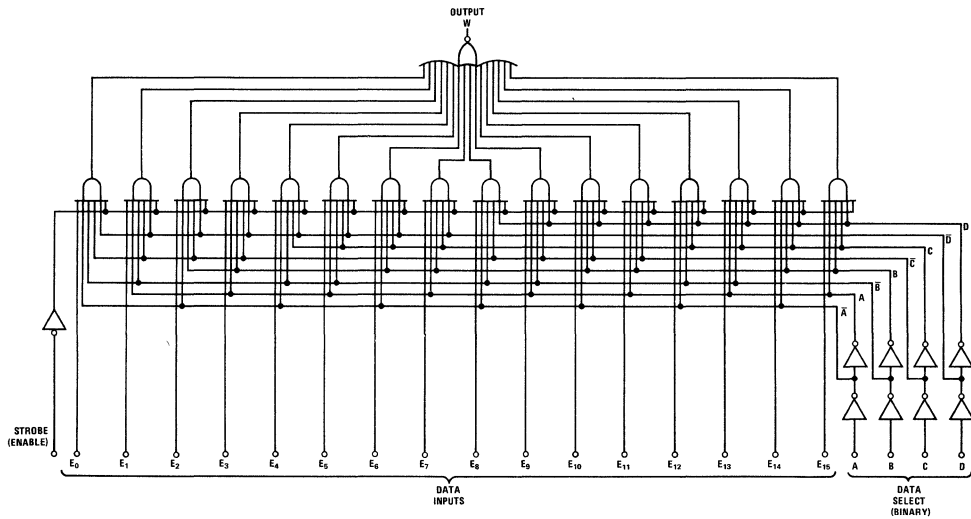 OUTPUT
W
D
D̅
C
C̅
B
B̅
A
A̅
STROBE
(ENABLE)
E0 E1 E2 E3 E4 E5 E6 E7 E8 E9 E10 E11 E12 E13 E14 E15 A B C D
DATA
INPUTS
DATA
SELECT
(BINARY)